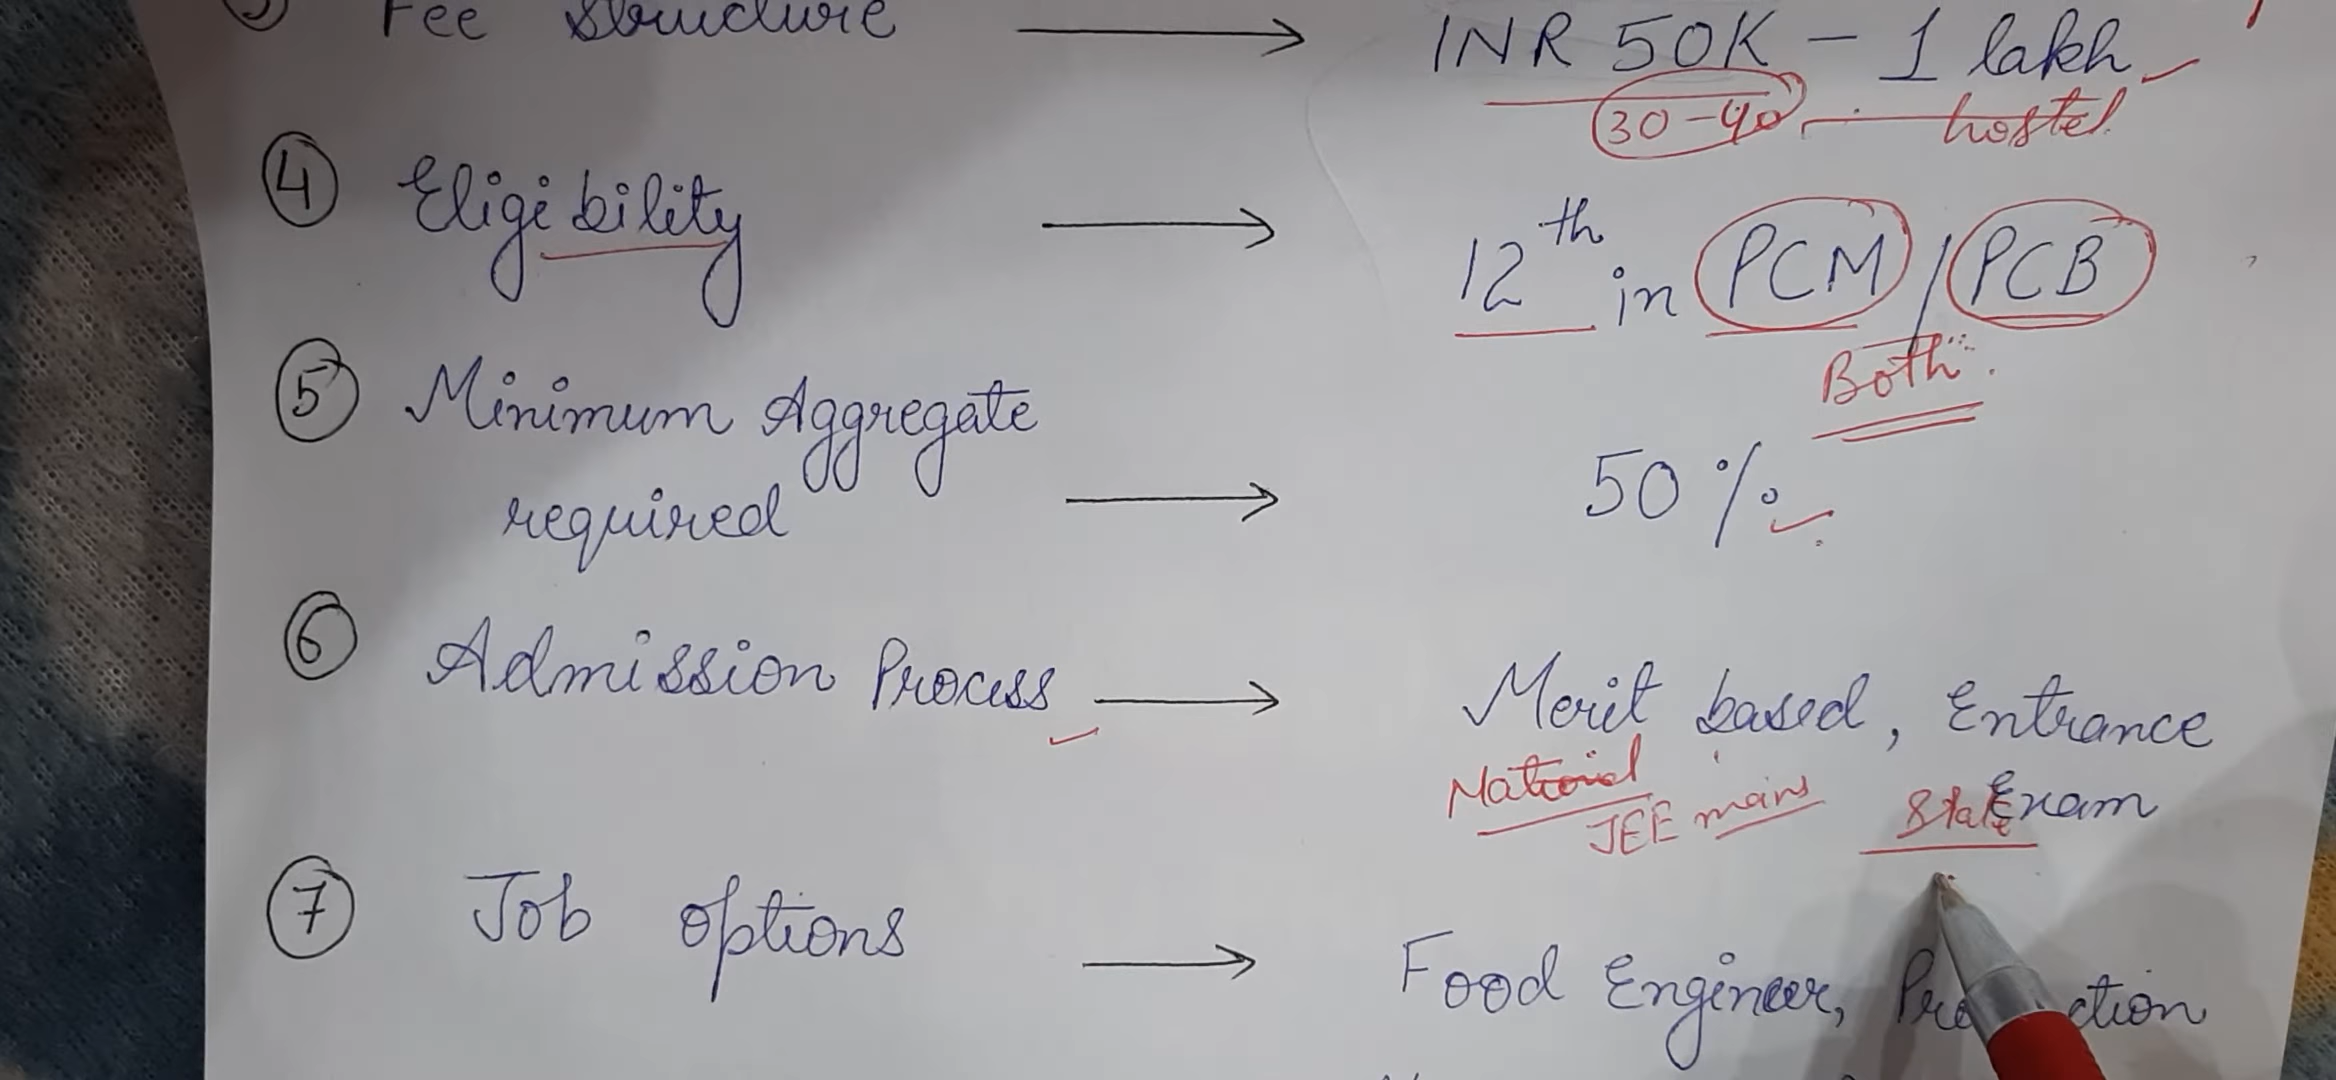 3 Fee Structure → INR 50K - 1 lakh
30-40 hostel
4 Eligibility → 12th in PCM / PCB
Both
5 Minimum Aggregate
required → 50%
6 Admission Process → Merit based, Entrance
Exam
National JEE mains State
7 Job options → Food Engineer,